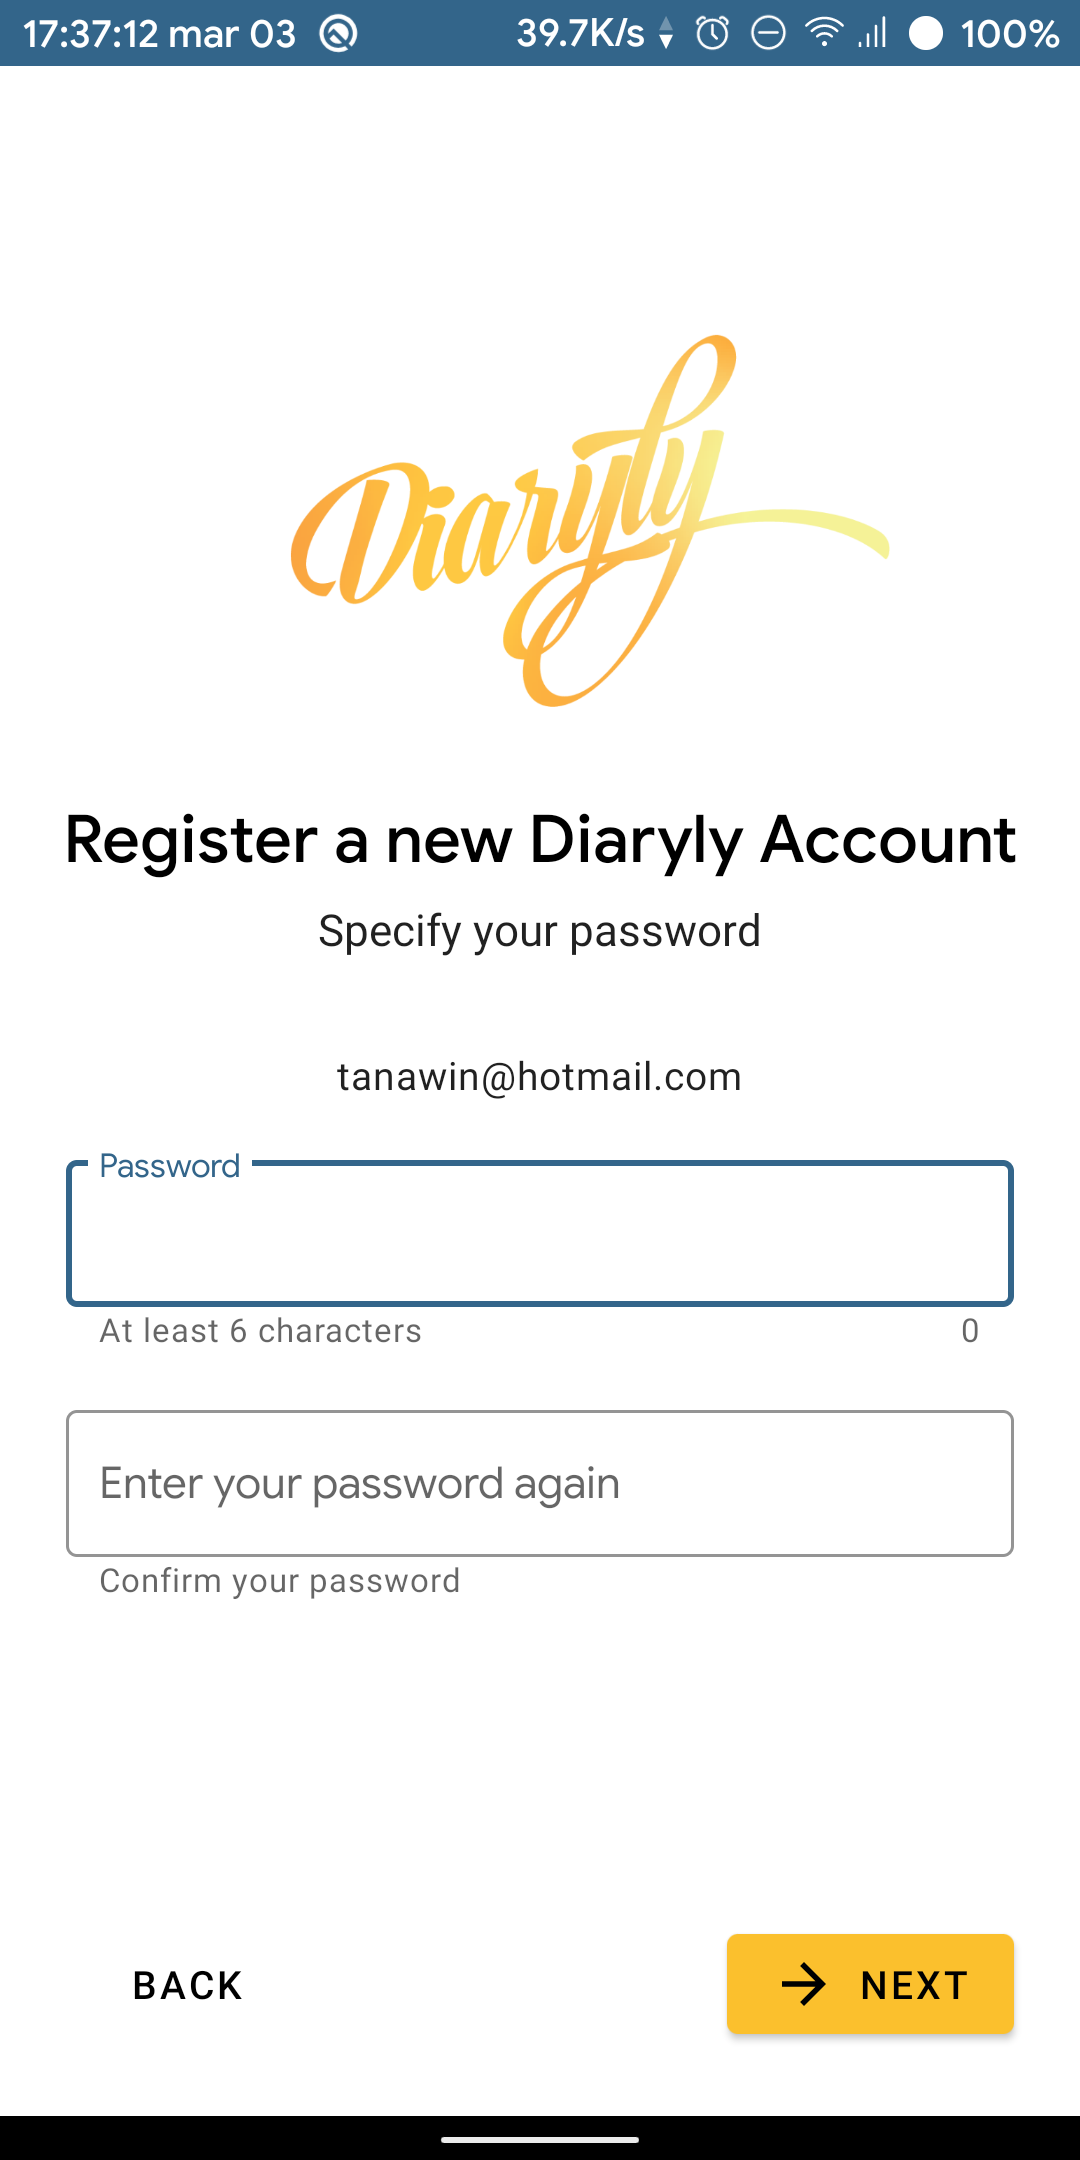 17:37:12 mar 03 39.7K/s 100%
Diaryly
Register a new Diaryly Account
Specify your password
tanawin@hotmail.com
Password
At least 6 characters 0
Enter your password again
Confirm your password
BACK NEXT